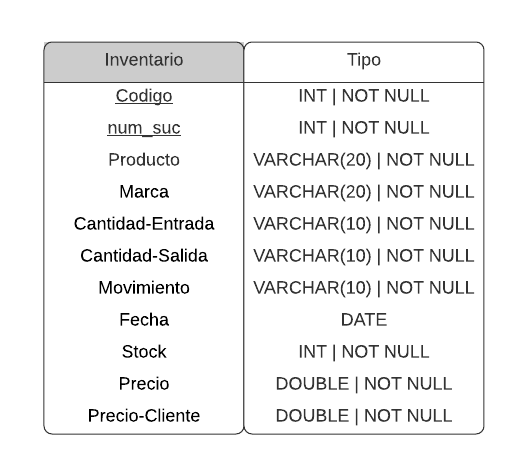 Inventario Tipo
Codigo INT | NOT NULL
num_suc INT | NOT NULL
Producto VARCHAR(20) | NOT NULL
Marca VARCHAR(20) | NOT NULL
Cantidad-Entrada VARCHAR(10) | NOT NULL
Cantidad-Salida VARCHAR(10) | NOT NULL
Movimiento VARCHAR(10) | NOT NULL
Fecha DATE
Stock INT | NOT NULL
Precio DOUBLE | NOT NULL
Precio-Cliente DOUBLE | NOT NULL